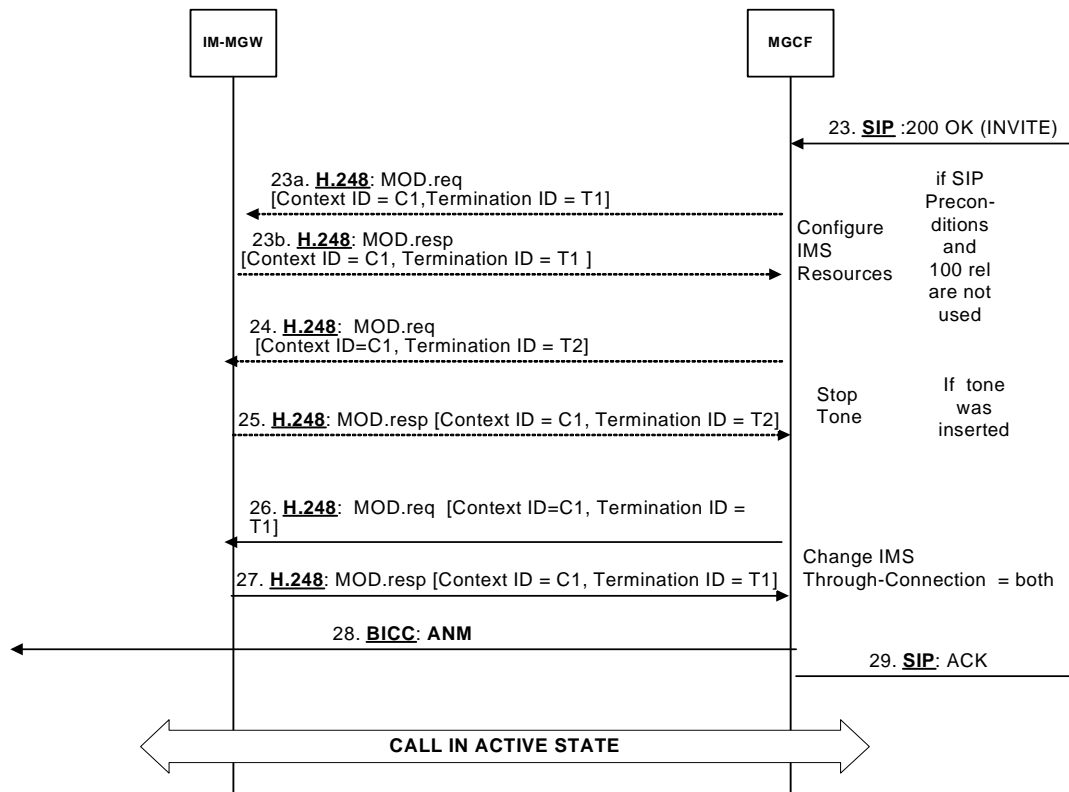 IM-MGW
MGCF
23. SIP :200 OK (INVITE)
23a. H.248: MOD.req
[Context ID = C1,Termination ID = T1]
23b. H.248: MOD.resp
[Context ID = C1, Termination ID = T1 ]
Configure
IMS
Resources
if SIP
Precon-
ditions
and
100 rel
are not
used
24. H.248:  MOD.req
[Context ID=C1, Termination ID = T2]
25. H.248: MOD.resp [Context ID = C1, Termination ID = T2]
Stop
Tone
If  tone
was
inserted
26. H.248:  MOD.req  [Context ID=C1, Termination ID =
T1]
27. H.248: MOD.resp [Context ID = C1, Termination ID = T1]
Change IMS
Through-Connection  = both
28. BICC: ANM
29. SIP: ACK
CALL IN ACTIVE STATE